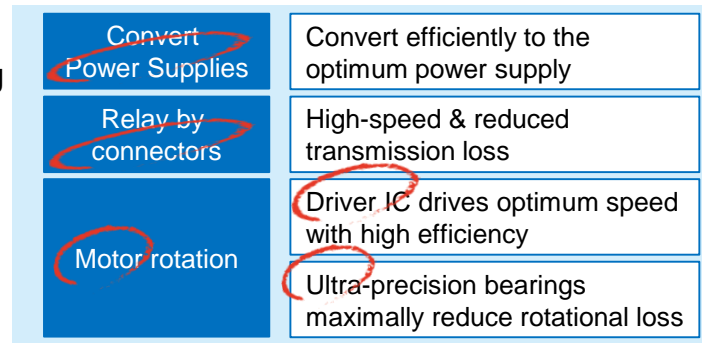 g
Convert
Power Supplies
Convert efficiently to the
optimum power supply
Relay by
connectors
High-speed & reduced
transmission loss
Motor rotation
Driver IC drives optimum speed
with high efficiency
Ultra-precision bearings
maximally reduce rotational loss